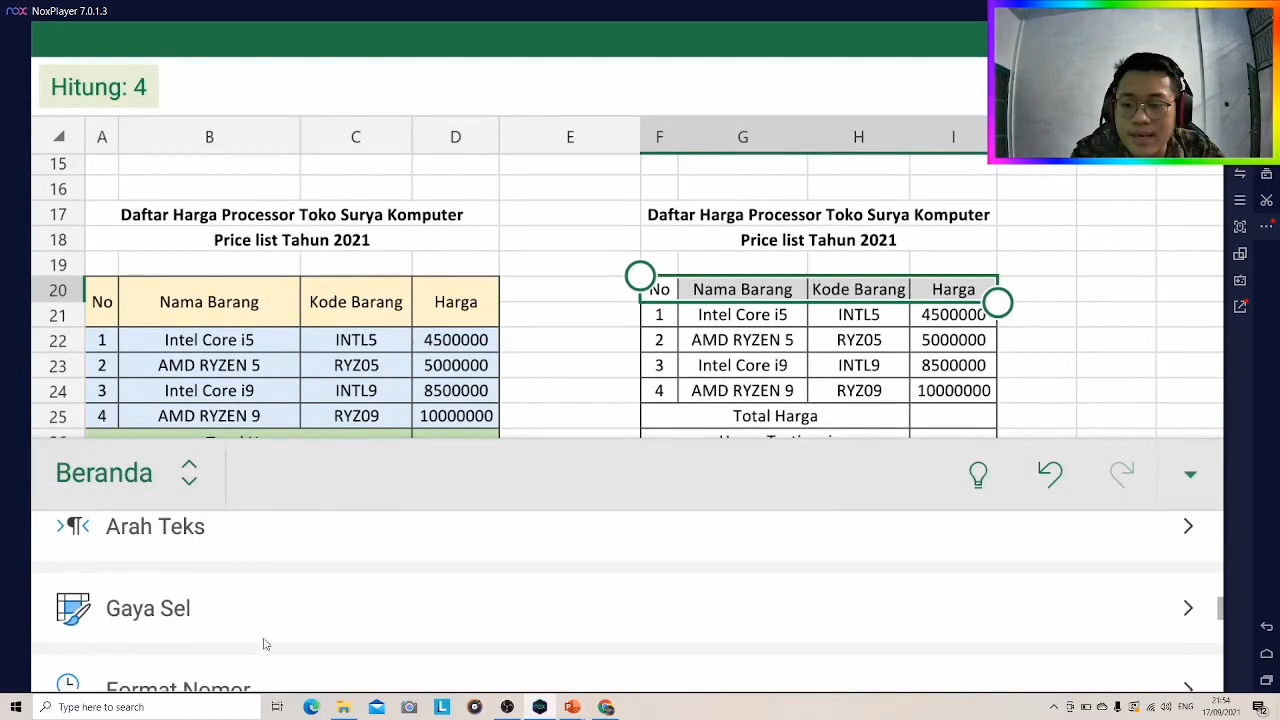 nox NoxPlayer 7.0.1.3
Hitung: 4
A B C D E F G H I
15
16
17 Daftar Harga Processor Toko Surya Komputer Daftar Harga Processor Toko Surya Komputer
18 Price list Tahun 2021 Price list Tahun 2021
19
20 No Nama Barang Kode Barang Harga No Nama Barang Kode Barang Harga
21 1 Intel Core i5 INTL5 4500000
22 1 Intel Core i5 INTL5 4500000 2 AMD RYZEN 5 RYZ05 5000000
23 2 AMD RYZEN 5 RYZ05 5000000 3 Intel Core i9 INTL9 8500000
24 3 Intel Core i9 INTL9 8500000 4 AMD RYZEN 9 RYZ09 10000000
25 4 AMD RYZEN 9 RYZ09 10000000 Total Harga
Beranda
Arah Teks
Gaya Sel
Format Nomor
Type here to search
21:54
17/09/2021